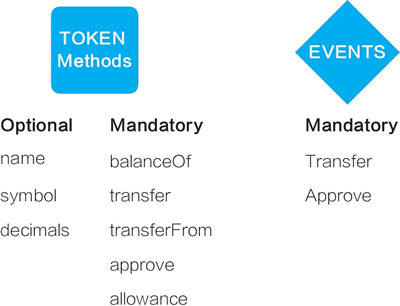 TOKEN
Methods
EVENTS
Optional Mandatory Mandatory
name balanceOf Transfer
symbol transfer Approve
decimals transferFrom
approve
allowance